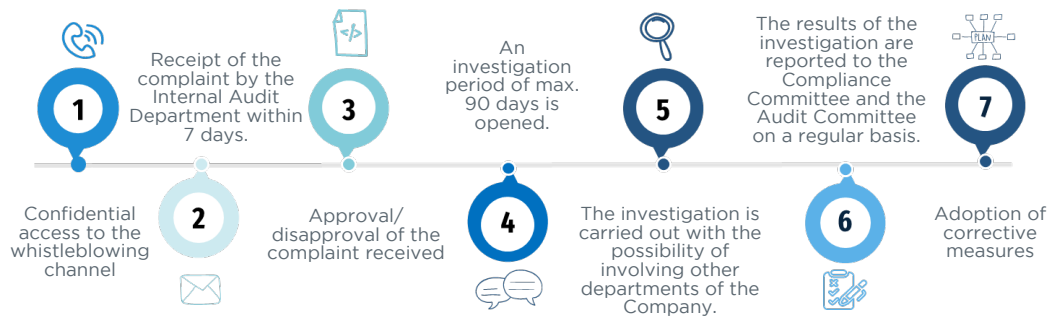 1
Confidential
access to the
whistleblowing
channel
Receipt of the
complaint by the
Internal Audit
Department within
7 days.
2
</>
3
Approval/
disapproval of the
complaint received
An
investigation
period of max.
90 days is
opened.
4
5
The investigation is
carried out with the
possibility of
involving other
departments of the
Company.
The results of the
investigation are
reported to the
Compliance
Committee and the
Audit Committee
on a regular basis.
6
PLAN
7
Adoption of
corrective
measures